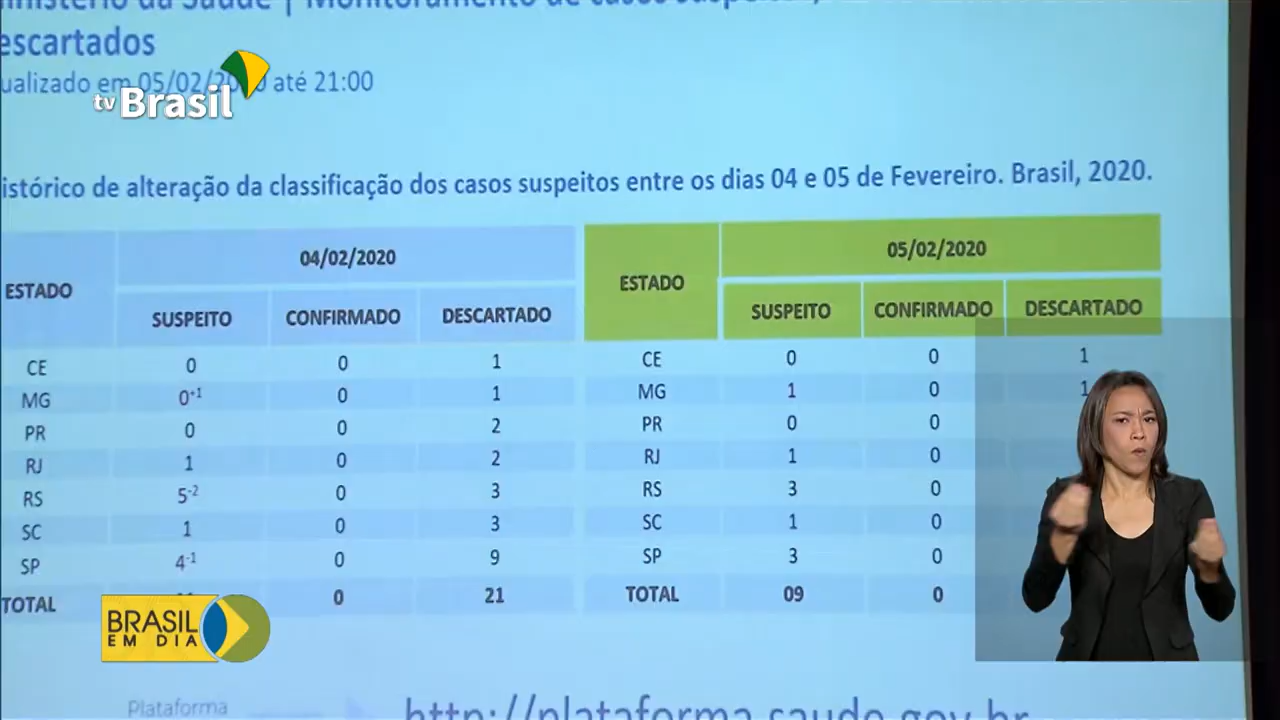 Ministério da Saúde | Monitoramento de casos suspeitos,
escartados
ualizado em 05/02/2020 até 21:00
tv Brasil
istórico de alteração da classificação dos casos suspeitos entre os dias 04 e 05 de Fevereiro. Brasil, 2020.
ESTADO 04/02/2020 ESTADO 05/02/2020
SUSPEITO CONFIRMADO DESCARTADO SUSPEITO CONFIRMADO DESCARTADO
CE 0 0 1 CE 0 0 1
MG 0+1 0 1 MG 1 0 1
PR 0 0 2 PR 0 0
RJ 1 0 2 RJ 1 0
RS 5-2 0 3 RS 3 0
SC 1 0 3 SC 1 0
SP 4-1 0 9 SP 3 0
TOTAL 0 21 TOTAL 09 0
BRASIL
EM DIA
Plataforma
http://plataforma.saude.gov.br